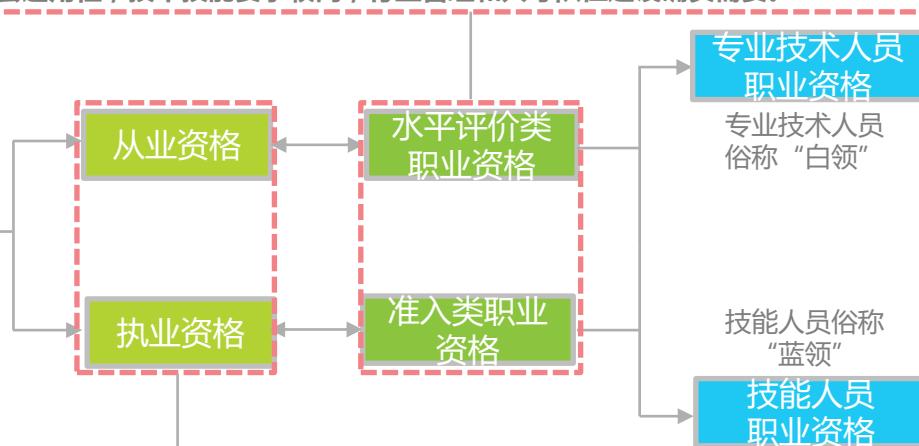 专业技术人员
职业资格
专业技术人员
俗称“白领”
从业资格
水平评价类
职业资格
执业资格
准入类职业
资格
技能人员俗称
“蓝领”
技能人员
职业资格